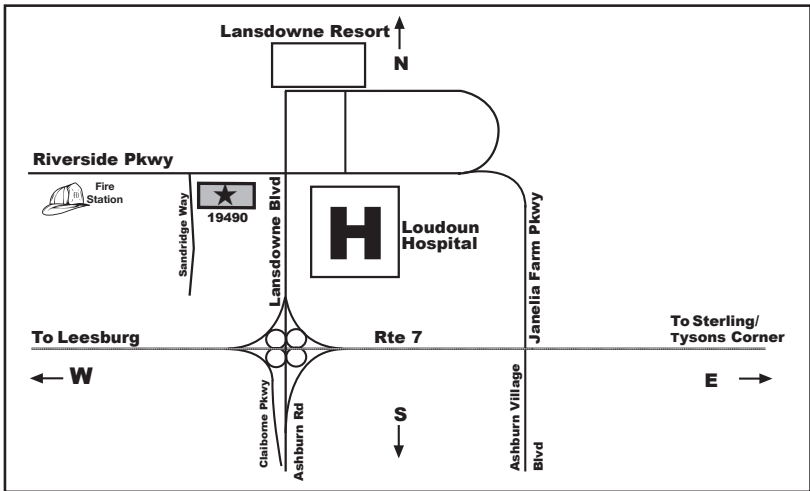 Lansdowne Resort
N
Riverside Pkwy
Fire
Station
Sandridge Way
19490
Lansdowne Blvd
H
Loudoun
Hospital
Janelia Farm Pkwy
To Leesburg
Rte 7
To Sterling/
Tysons Corner
W
E
S
Claiborne Pkwy
Ashburn Rd
Ashburn Village
Blvd